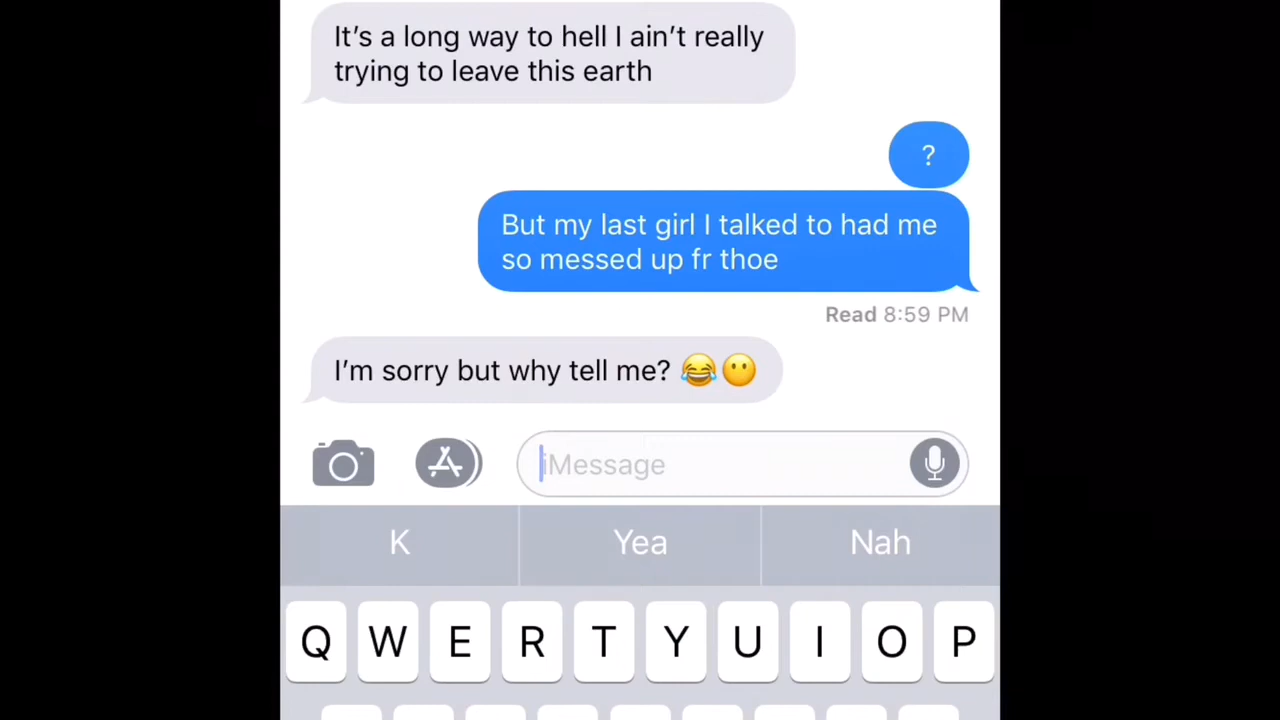 It's a long way to hell I ain't really
trying to leave this earth
?
But my last girl I talked to had me
so messed up fr thoe
Read 8:59 PM
I'm sorry but why tell me? 😂😶
iMessage
K Yea Nah
Q W E R T Y U I O P